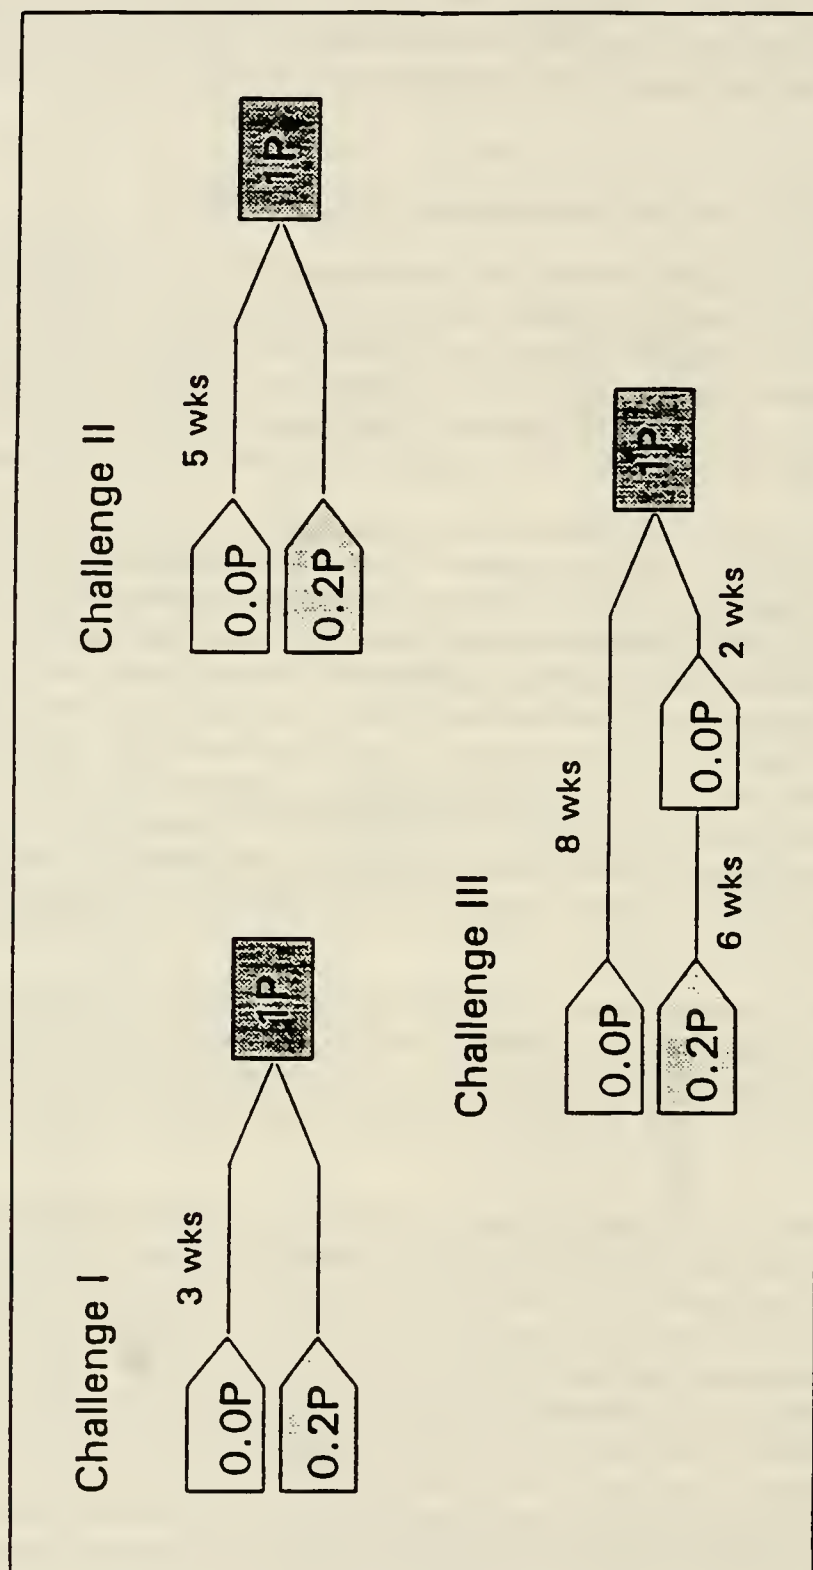 Challenge I
3 wks
0.0P
0.2P
1P
Challenge II
5 wks
0.0P
0.2P
1P
Challenge III
8 wks
0.0P
0.2P
6 wks
0.0P
2 wks
1P